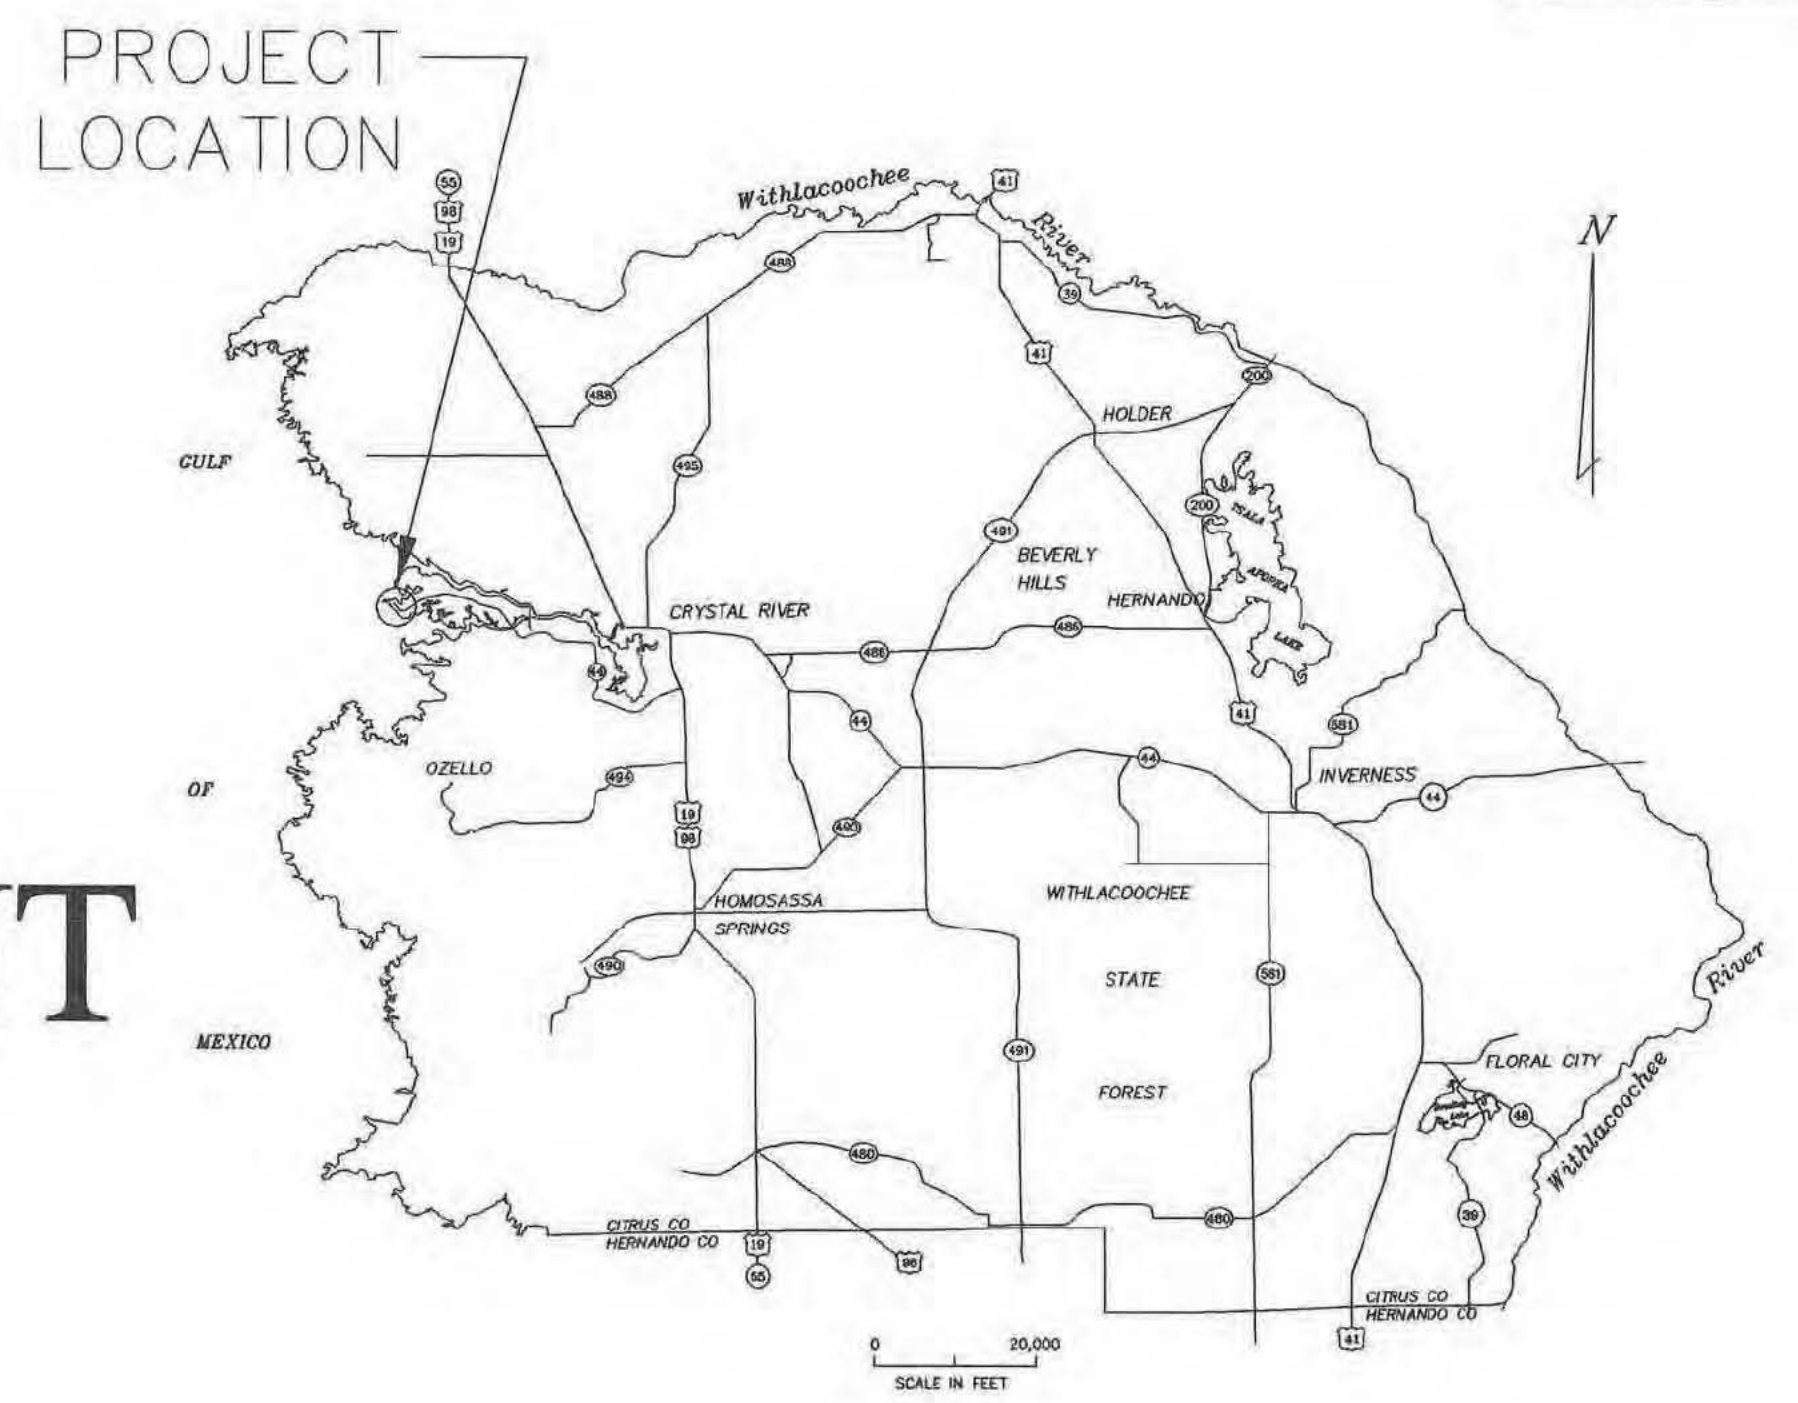 PROJECT
LOCATION
55
98
19
Withlacoochee
41
River
N
488
39
41
200
488
HOLDER
GULF
495
200
TSALA
491
BEVERLY
HILLS
APOPKA
HERNANDO
CRYSTAL RIVER
486
486
LAKE
44
44
41
581
OZELLO
494
44
INVERNESS
OF
44
19
98
490
T
WITHLACOOCHEE
HOMOSASSA
SPRINGS
490
STATE
581
River
MEXICO
491
FLORAL CITY
FOREST
48
Withlacoochee
480
39
480
CITRUS CO
HERNANDO CO
19
98
55
CITRUS CO
HERNANDO CO
41
0 20,000
SCALE IN FEET